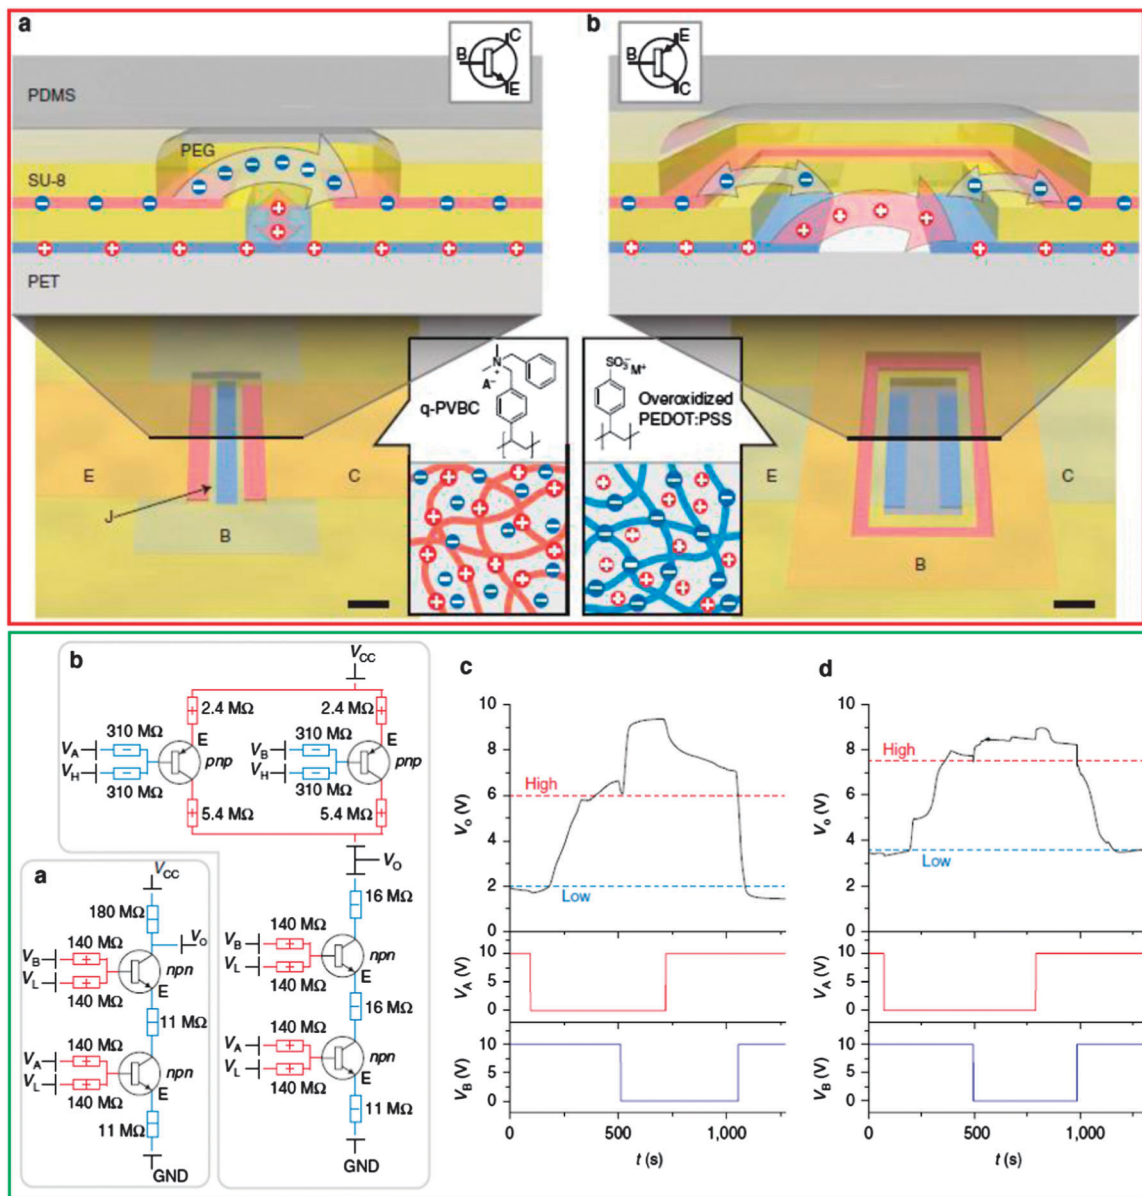 a
C
B
E
b
E
B
C
PDMS
PEG
SU-8
PET
N
+
A⁻
q-PVBC
SO₃⁻M⁺
Overoxidized
PEDOT:PSS
E
C
J
B
E
C
B
b
V_CC
2.4 MΩ
2.4 MΩ
310 MΩ
E
310 MΩ
E
V_A
pnp
V_B
pnp
V_H
V_H
310 MΩ
310 MΩ
5.4 MΩ
5.4 MΩ
V_O
16 MΩ
140 MΩ
V_B
npn
V_L
E
140 MΩ
16 MΩ
140 MΩ
V_A
npn
V_L
E
140 MΩ
11 MΩ
GND
a
V_CC
180 MΩ
140 MΩ
V_O
V_B
npn
V_L
E
140 MΩ
11 MΩ
140 MΩ
V_A
npn
V_L
E
140 MΩ
11 MΩ
GND
c
10
8
6
4
2
0
V_o (V)
High
Low
10
5
0
V_A (V)
10
5
0
V_B (V)
0 500 1,000
t (s)
d
10
8
6
4
2
0
V_o (V)
High
Low
10
5
0
V_A (V)
10
5
0
V_B (V)
0 500 1,000
t (s)